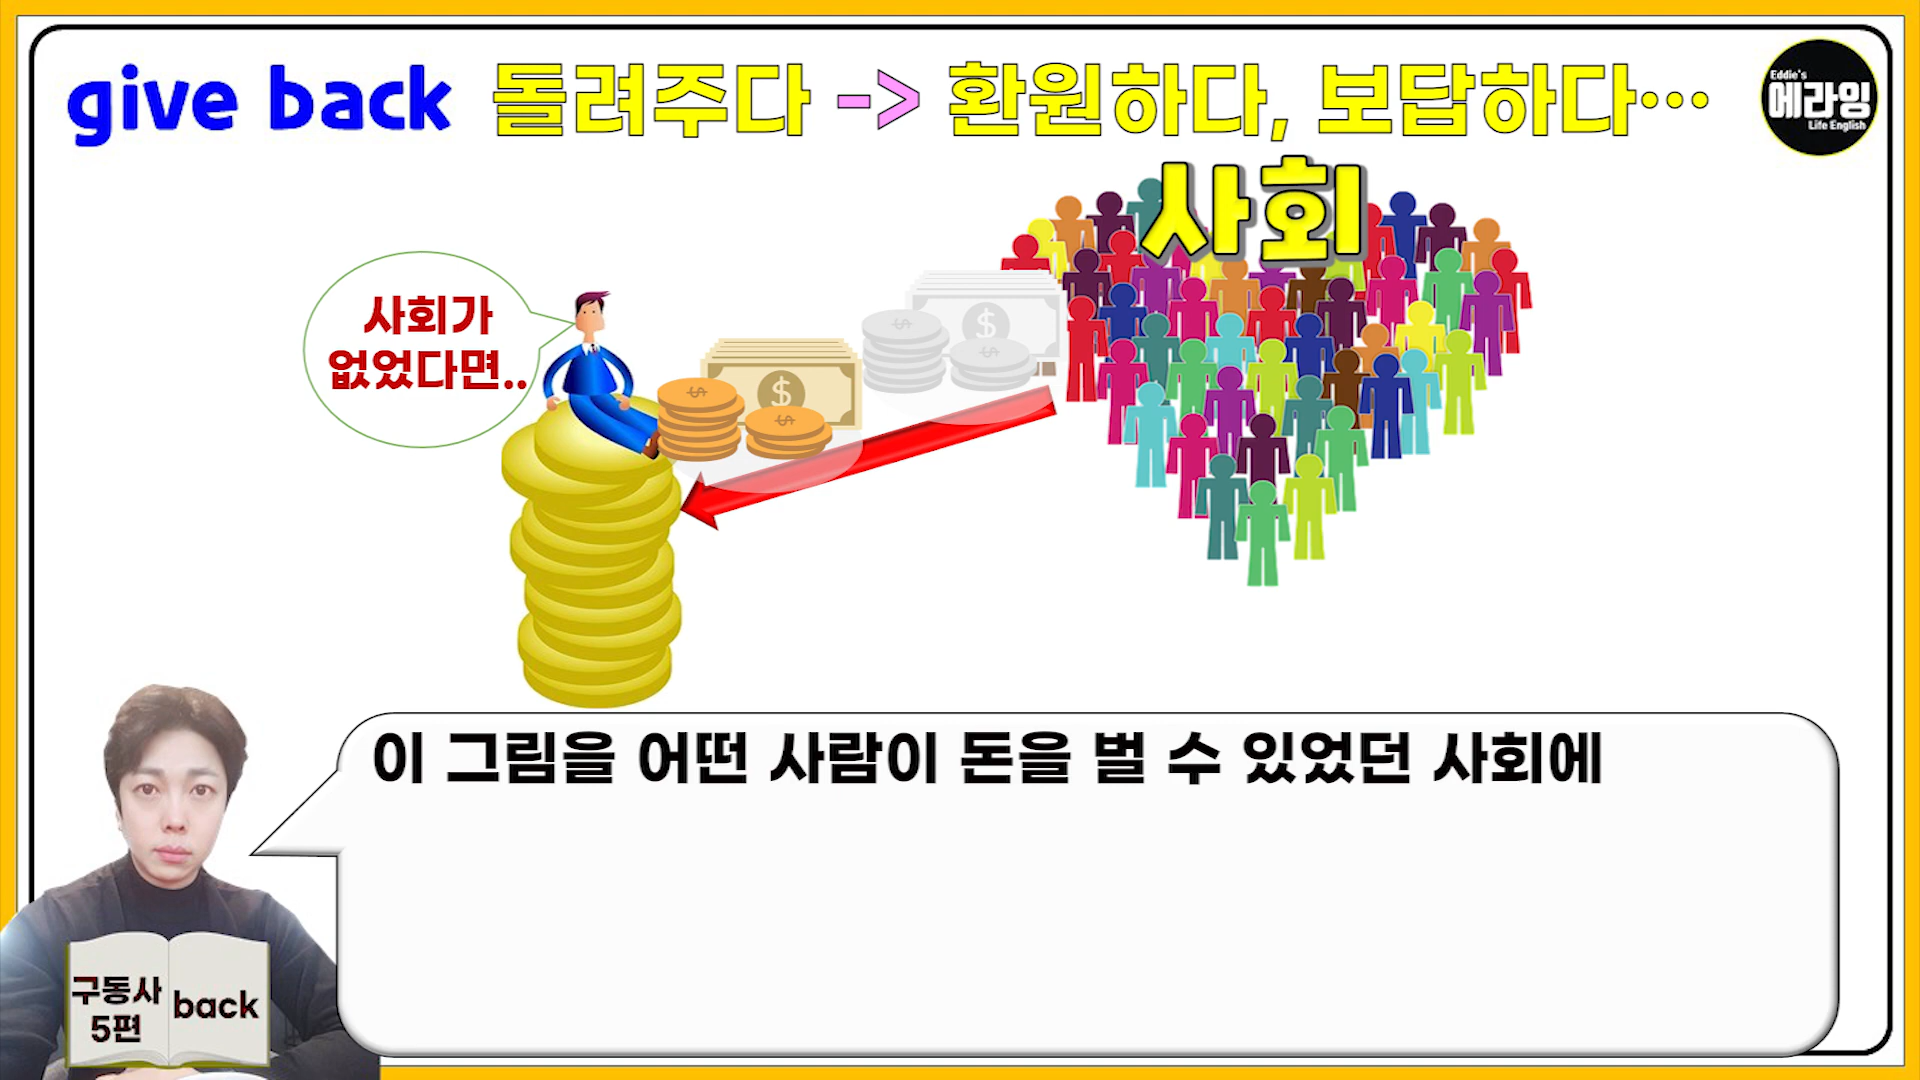 give back 돌려주다 -> 환원하다, 보답하다…
Eddie's
에라잉
Life English
사회
사회가
없었다면..
이 그림을 어떤 사람이 돈을 벌 수 있었던 사회에
구동사
5편
back